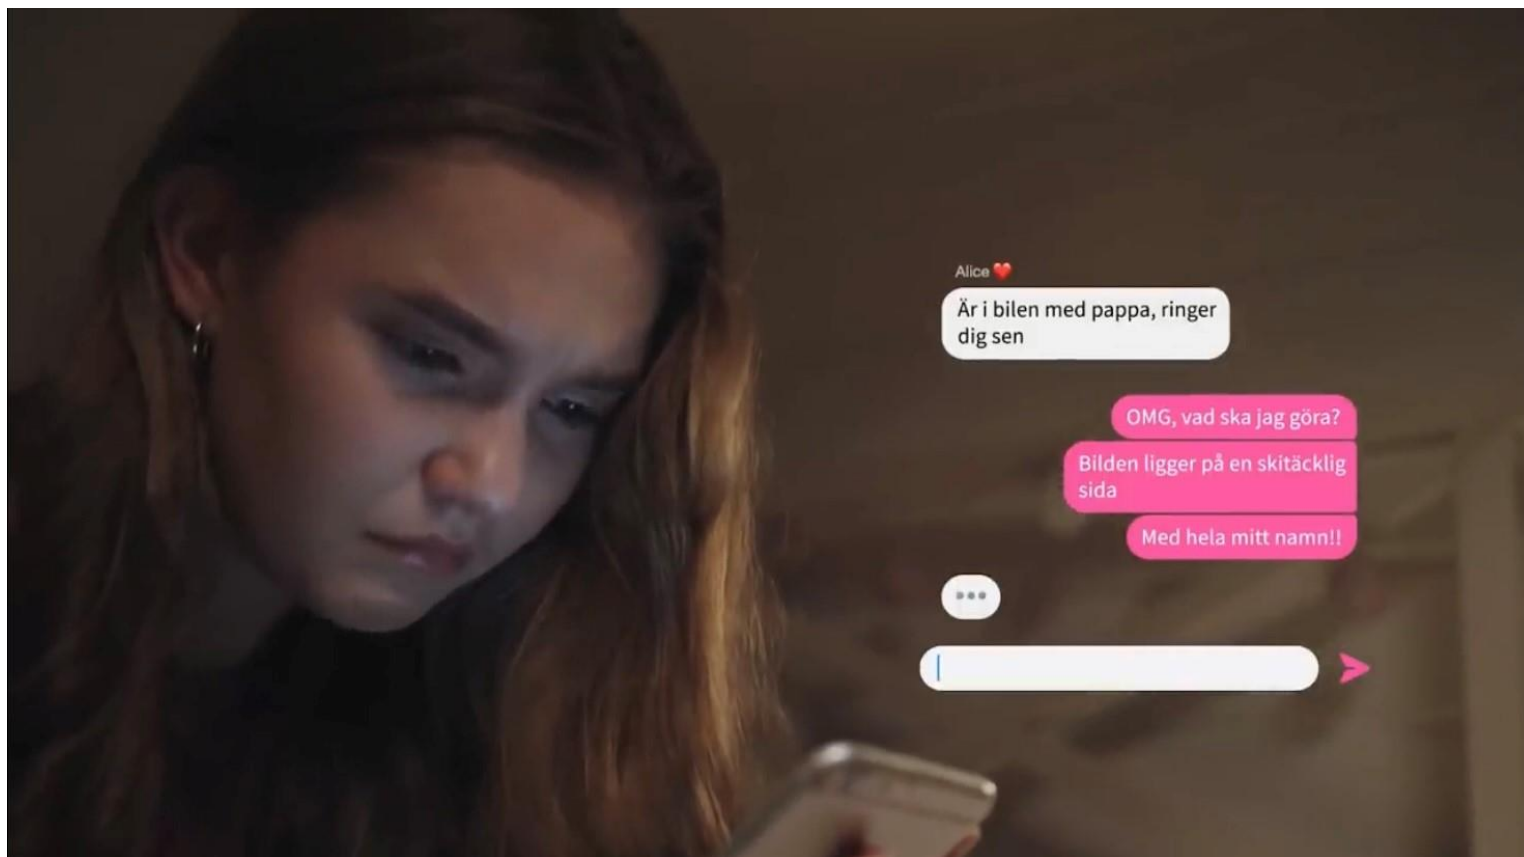 Alice❤️
Är i bilen med pappa, ringer
dig sen
OMG, vad ska jag göra?
Bilden ligger på en skitäcklig
sida
Med hela mitt namn!!